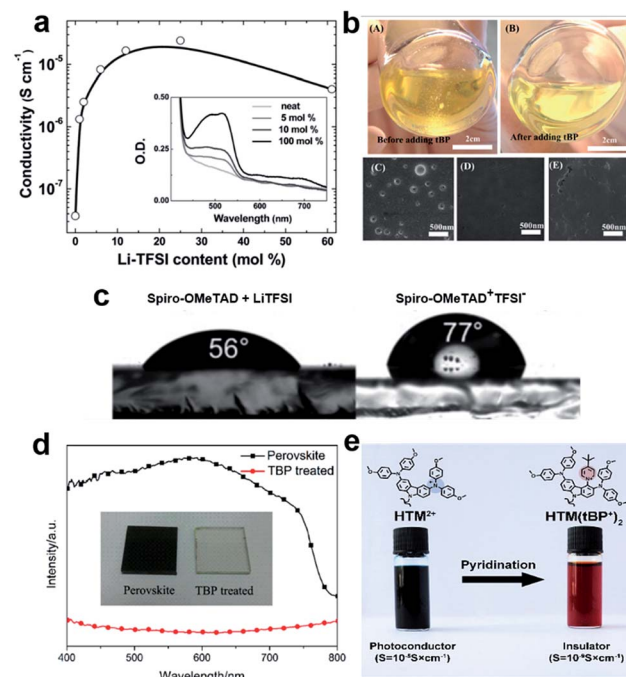 a
10⁻⁵
10⁻⁶
10⁻⁷
Conductivity (S cm⁻¹)
0.50
0.25
0.00
O.D.
neat
5 mol %
10 mol %
100 mol %
500
600
700
Wavelength (nm)
0
10
20
30
40
50
60
Li-TFSI content (mol %)
b
(A)
(B)
Before adding tBP
2cm
After adding tBP
2cm
(C)
(D)
(E)
500nm
500nm
500nm
c
Spiro-OMeTAD + LiTFSI
Spiro-OMeTAD⁺TFSI⁻
56°
77°
d
Perovskite
TBP treated
Intensity/a.u.
Perovskite
TBP treated
400
500
600
700
800
Wavelength/nm
e
HTM²⁺
HTM(tBP⁺)₂
Pyridination
Photoconductor
Insulator